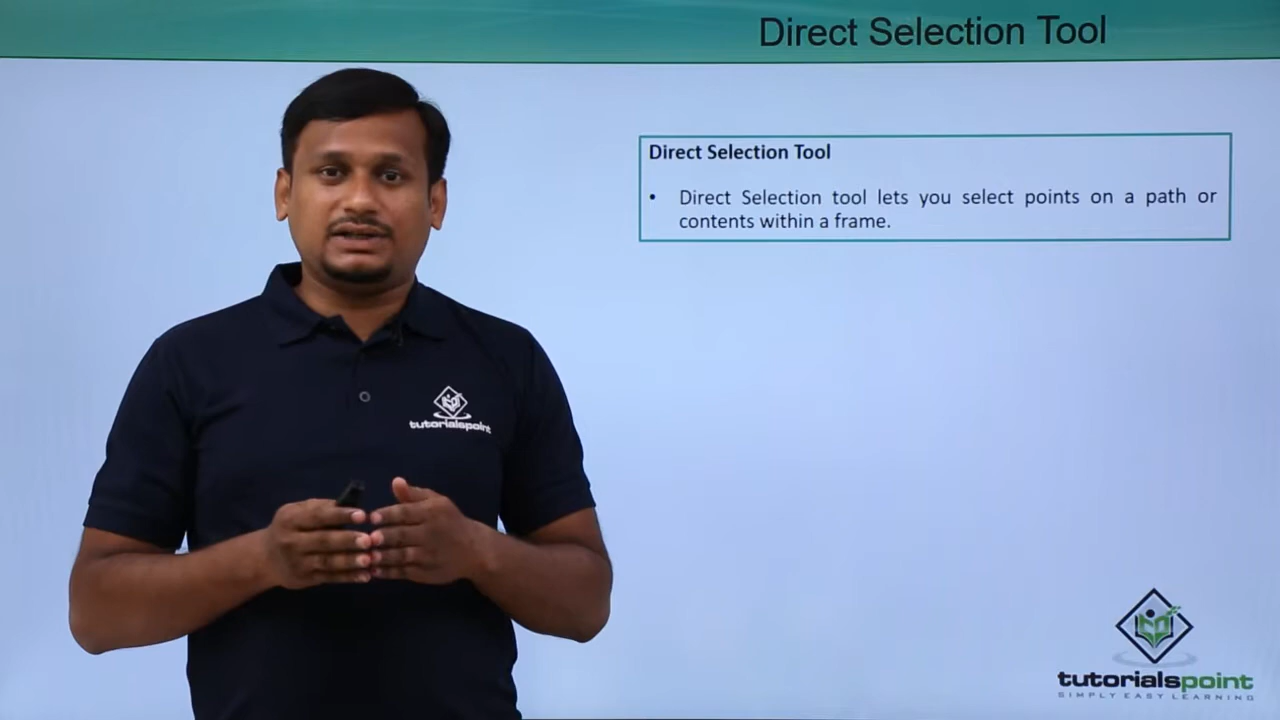 Direct Selection Tool
Direct Selection Tool
• Direct Selection tool lets you select points on a path or
contents within a frame.
tutorialspoint
tutorialspoint
SIMPLY EASY LEARNING